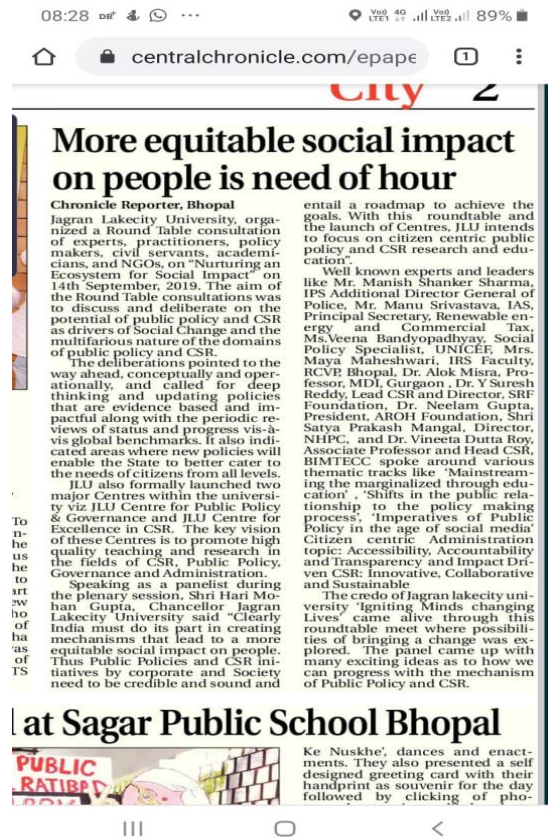 08:28
Voo) 4G Voo)
LTE1 LTE2 89%
centralchronicle.com/epape
1
City 2
More equitable social impact
on people is need of hour
Chronicle Reporter, Bhopal
Jagran Lakecity University, orga-
nized a Round Table consultation
of experts, practitioners, policy
makers, civil servants, academi-
cians, and NGOs, on “Nurturing an
Ecosystem for Social Impact” on
14th September, 2019. The aim of
the Round Table consultations was
to discuss and deliberate on the
potential of public policy and CSR
as drivers of Social Change and the
multifarious nature of the domains
of public policy and CSR.
The deliberations pointed to the
way ahead, conceptually and oper-
ationally, and called for deep
thinking and updating policies
that are evidence based and im-
pactful along with the periodic re-
views of status and progress vis-à-
vis global benchmarks. It also indi-
cated areas where new policies will
enable the State to better cater to
the needs of citizens from all levels.
JLU also formally launched two
major Centres within the universi-
ty viz JLU Centre for Public Policy
& Governance and JLU Centre for
Excellence in CSR. The key vision
of these Centres is to promote high
quality teaching and research in
the fields of CSR, Public Policy,
Governance and Administration.
Speaking as a panelist during
the plenary session, Shri Hari Mo-
han Gupta, Chancellor Jagran
Lakecity University said “Clearly
India must do its part in creating
mechanisms that lead to a more
equitable social impact on people.
Thus Public Policies and CSR ini-
tiatives by corporate and Society
need to be credible and sound and
entail a roadmap to achieve the
goals. With this roundtable and
the launch of Centres, JLU intends
to focus on citizen centric public
policy and CSR research and edu-
cation”.
Well known experts and leaders
like Mr. Manish Shanker Sharma,
IPS Additional Director General of
Police, Mr. Manu Srivastava, IAS,
Principal Secretary, Renewable en-
ergy and Commercial Tax,
Ms.Veena Bandyopadhyay, Social
Policy Specialist, UNICEF, Mrs.
Maya Maheshwari, IRS Faculty,
RCVP, Bhopal, Dr. Alok Misra, Pro-
fessor, MDI, Gurgaon , Dr. Y Suresh
Reddy, Lead CSR and Director, SRF
Foundation, Dr. Neelam Gupta,
President, AROH Foundation, Shri
Satya Prakash Mangal, Director,
NHPC, and Dr. Vineeta Dutta Roy,
Associate Professor and Head CSR,
BIMTECC spoke around various
thematic tracks like ‘Mainstream-
ing the marginalized through edu-
cation’ , ‘Shifts in the public rela-
tionship to the policy making
process’, ‘Imperatives of Public
Policy in the age of social media’
Citizen centric Administration
topic: Accessibility, Accountability
and Transparency and Impact Dri-
ven CSR: Innovative, Collaborative
and Sustainable
The credo of Jagran lakecity uni-
versity ‘Igniting Minds changing
Lives’ came alive through this
roundtable meet where possibili-
ties of bringing a change was ex-
plored. The panel came up with
many exciting ideas as to how we
can progress with the mechanism
of Public Policy and CSR.
To
n-
he
us
he
to
art
ew
ho
of
ha
as
of
TS
l at Sagar Public School Bhopal
PUBLIC
RATIBAD
Ke Nuskhe’, dances and enact-
ments. They also presented a self
designed greeting card with their
handprint as souvenir for the day
followed by clicking of pho-